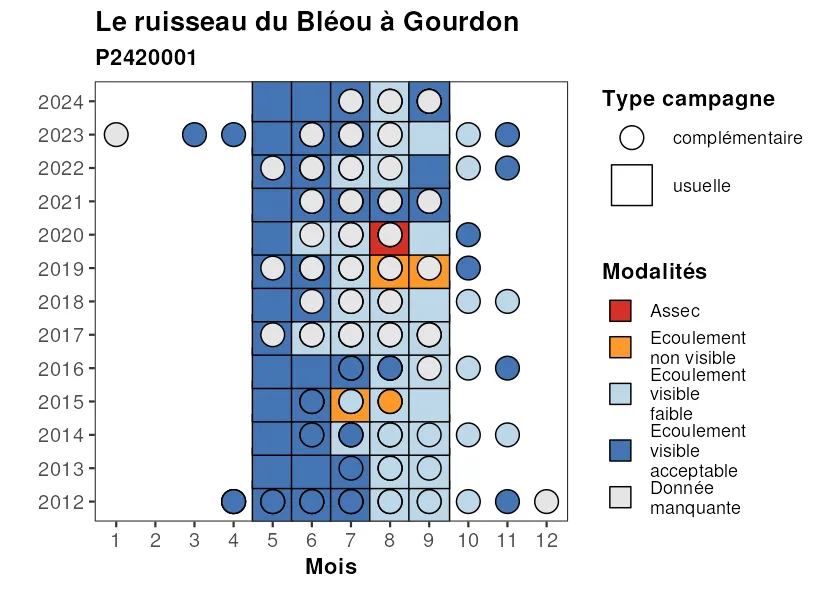 Le ruisseau du Bléou à Gourdon
P2420001
2024
2023
2022
2021
2020
2019
2018
2017
2016
2015
2014
2013
2012
1 2 3 4 5 6 7 8 9 10 11 12
Mois
Type campagne
complémentaire
usuelle
Modalités
Assec
Ecoulement
non visible
Ecoulement
visible
faible
Ecoulement
visible
acceptable
Donnée
manquante